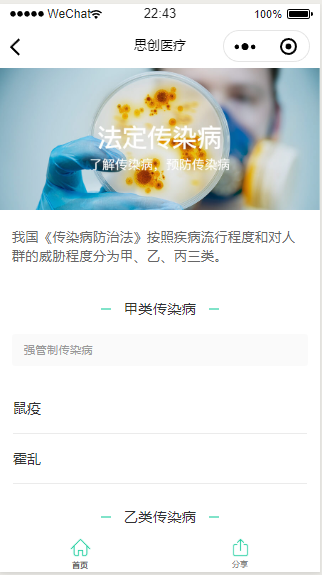 ●●●●● WeChat 22:43 100%
思创医疗
法定传染病
了解传染病，预防传染病
我国《传染病防治法》按照疾病流行程度和对人
群的威胁程度分为甲、乙、丙三类。
甲类传染病
强管制传染病
鼠疫
霍乱
乙类传染病
首页 分享